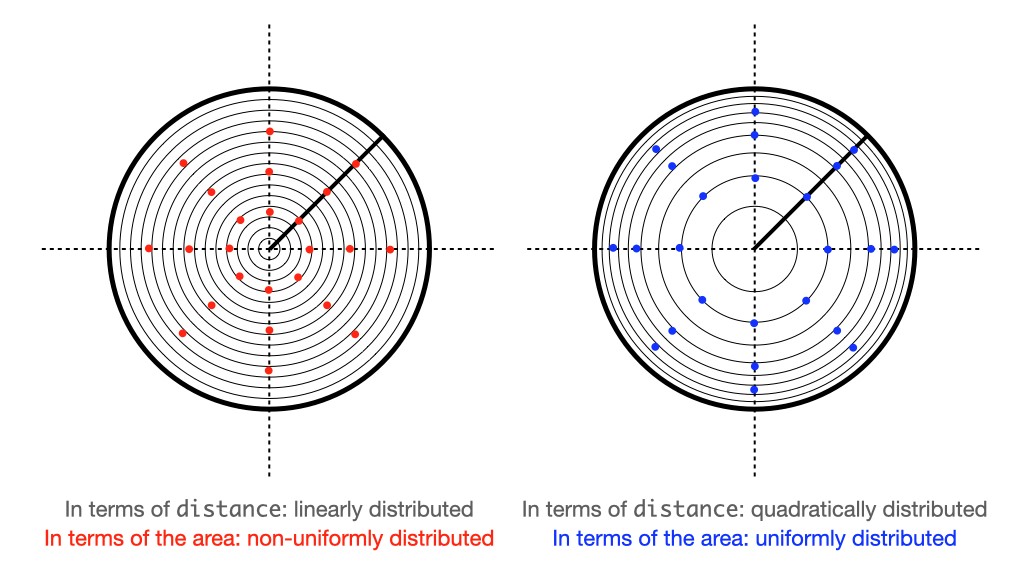 In terms of distance: linearly distributed
In terms of the area: non-uniformly distributed
In terms of distance: quadratically distributed
In terms of the area: uniformly distributed